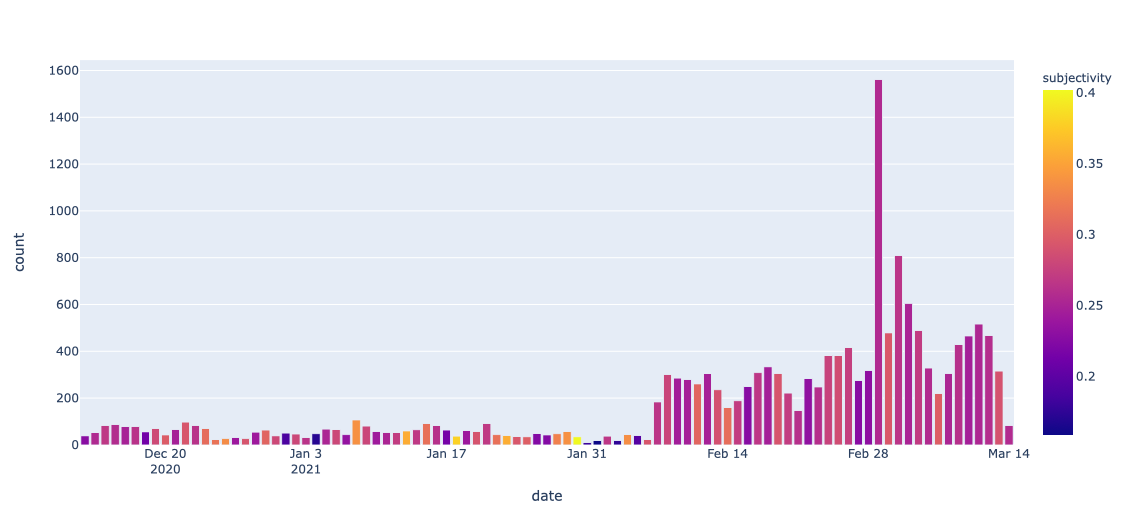 subjectivity
1600
1400
1200
1000
800
600
400
200
0
count
0.4
0.35
0.3
0.25
0.2
Dec 20
2020
Jan 3
2021
Jan 17
Jan 31
Feb 14
Feb 28
Mar 14
date